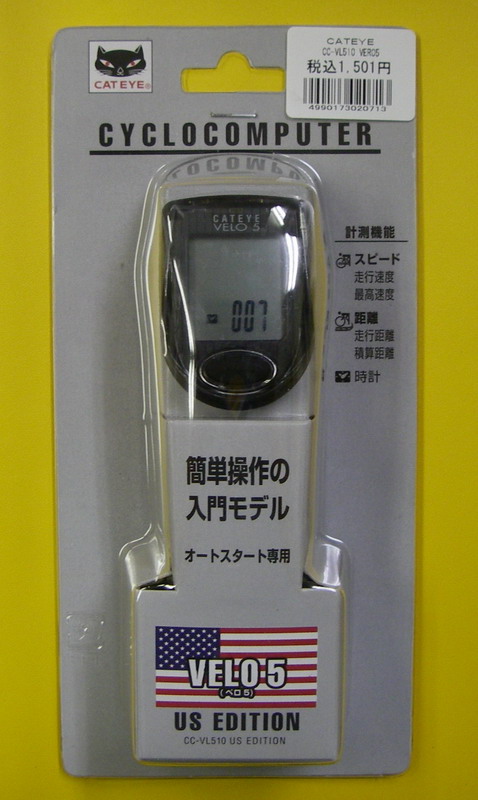 CATEYE
CC-VL510 VERO5
税込1,501円
4990173020713
CAT EYE®
CYCLOCOMPUTER
CATEYE
VELO 5
007
計測機能
スピード
走行速度
最高速度
距離
走行距離
積算距離
時計
簡単操作の
入門モデル
オートスタート専用
VELO・5
(ベロ5)
US EDITION
CC-VL510 US EDITION